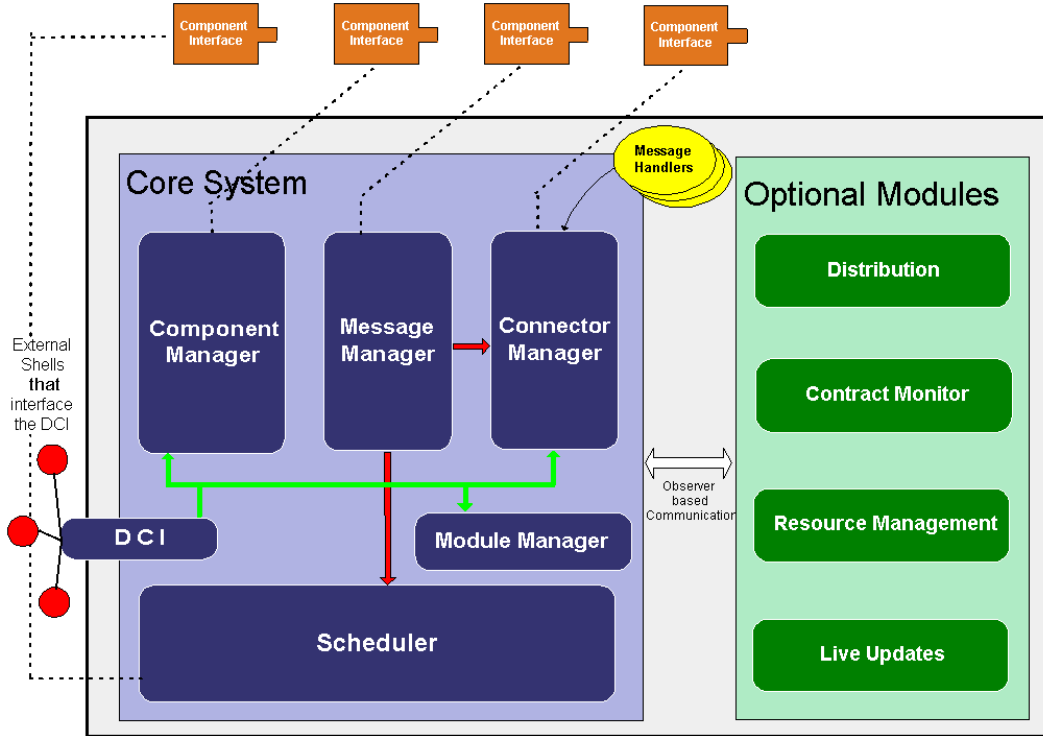 Component
Interface
Component
Interface
Component
Interface
Component
Interface
Message
Handlers
Core System
Optional Modules
Component
Manager
Message
Manager
Connector
Manager
Distribution
Contract Monitor
External
Shells
that
interface
the DCI
Observer
based
Communication
D C I
Module Manager
Resource Management
Scheduler
Live Updates